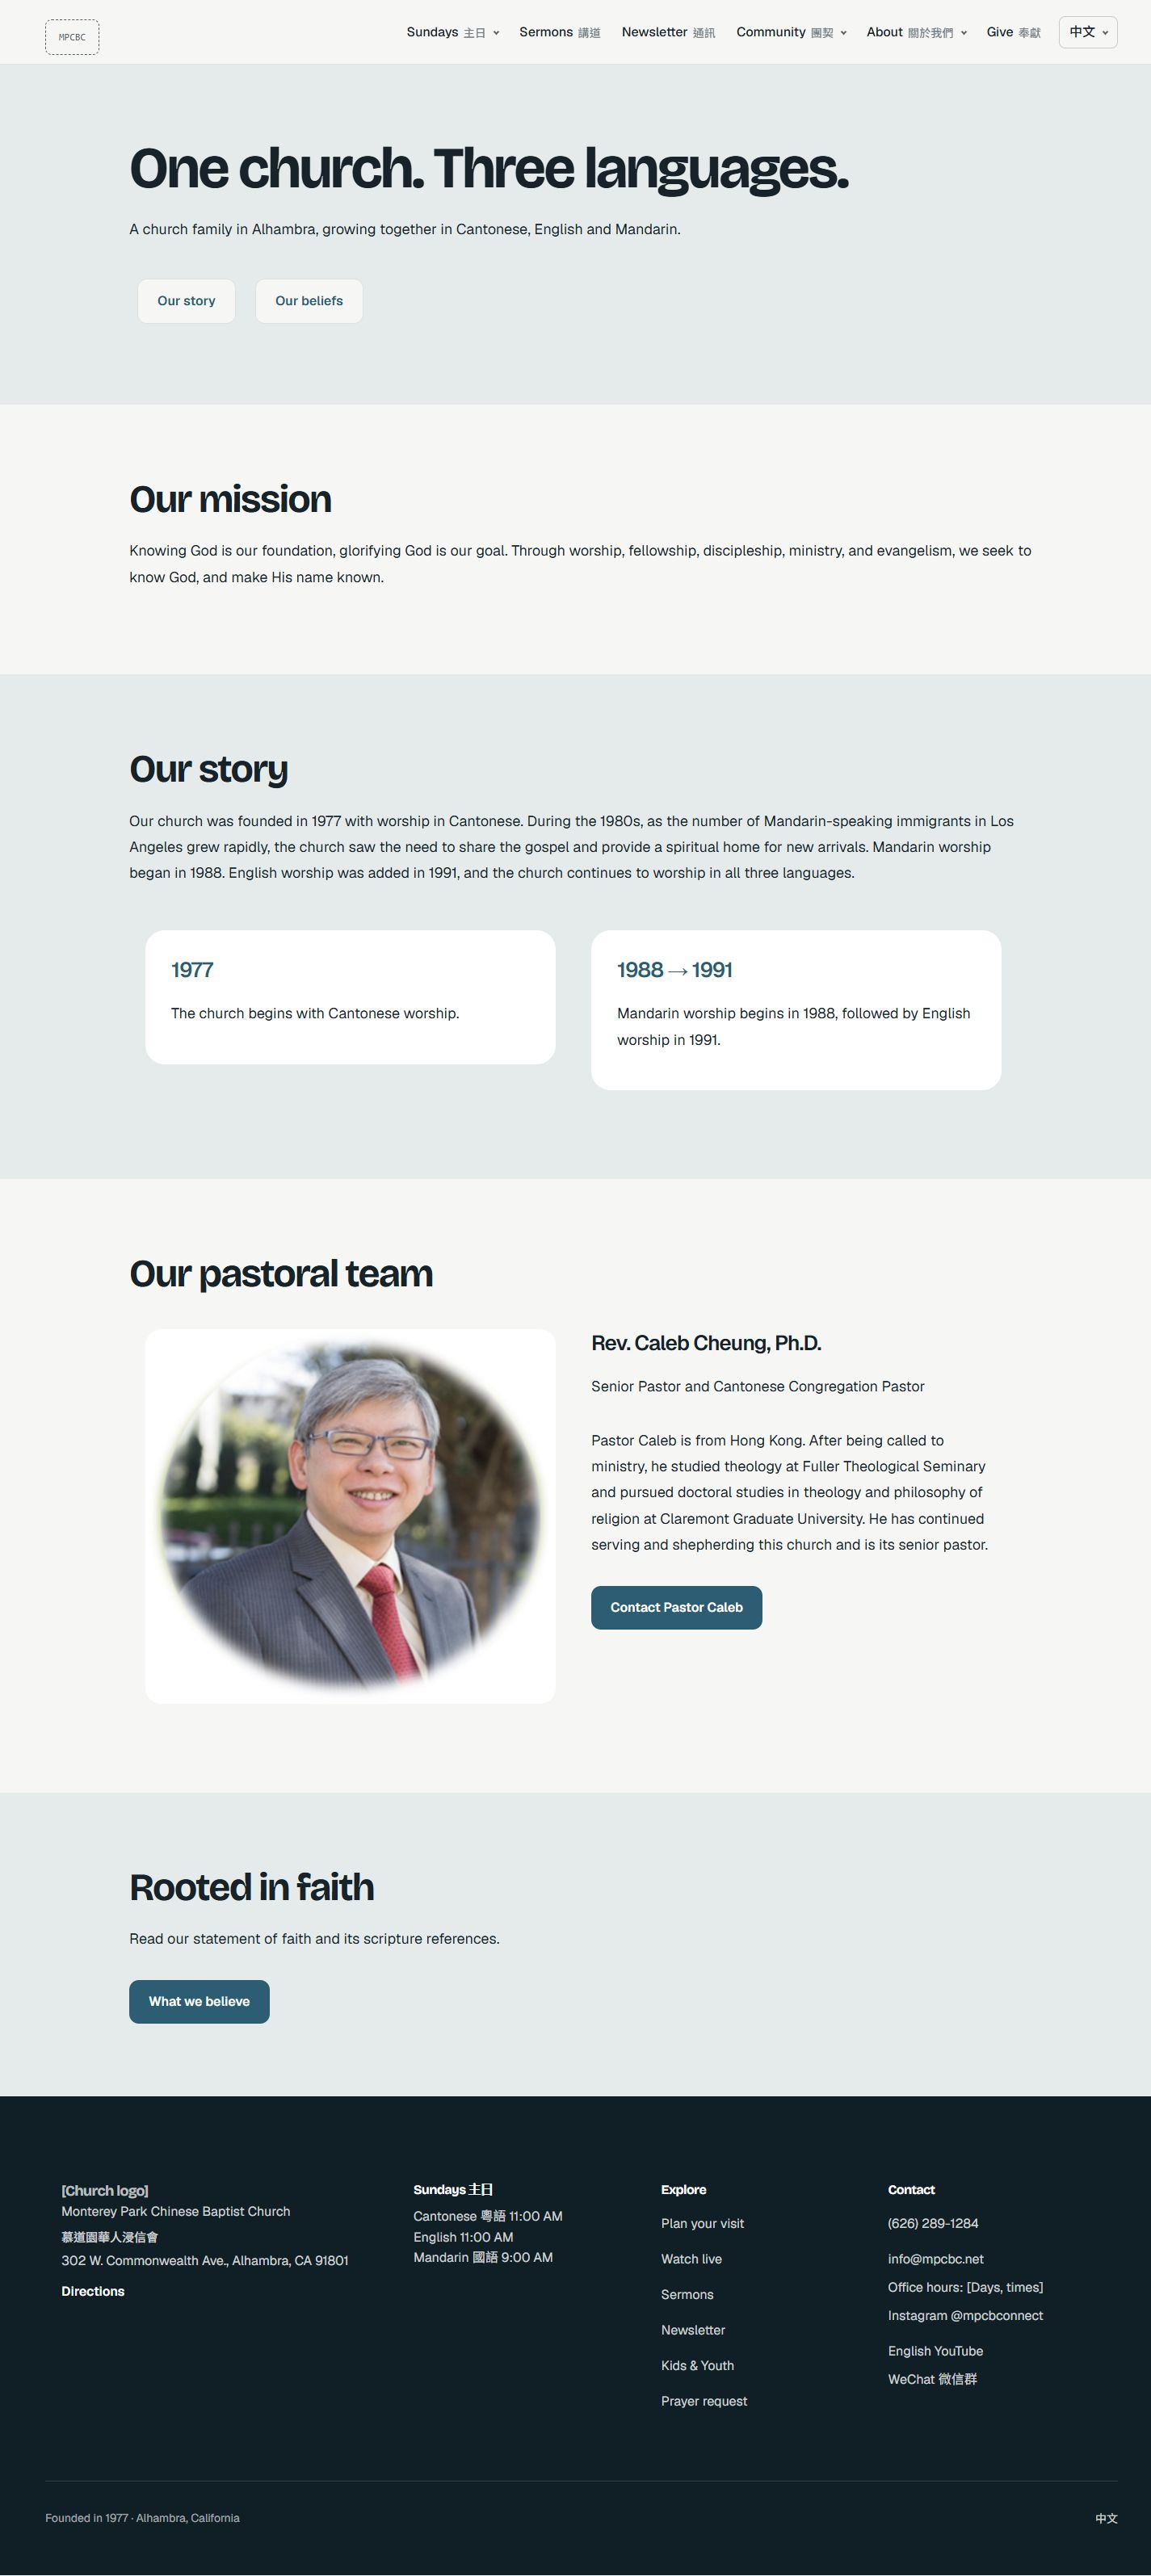 MPCBC
Sundays 主日
Sermons 講道
Newsletter 通訊
Community 團契
About 關於我們
Give 奉獻
中文
One church. Three languages.
A church family in Alhambra, growing together in Cantonese, English and Mandarin.
Our story
Our beliefs
Our mission
Knowing God is our foundation, glorifying God is our goal. Through worship, fellowship, discipleship, ministry, and evangelism, we seek to
know God, and make His name known.
Our story
Our church was founded in 1977 with worship in Cantonese. During the 1980s, as the number of Mandarin-speaking immigrants in Los
Angeles grew rapidly, the church saw the need to share the gospel and provide a spiritual home for new arrivals. Mandarin worship
began in 1988. English worship was added in 1991, and the church continues to worship in all three languages.
1977
The church begins with Cantonese worship.
1988 → 1991
Mandarin worship begins in 1988, followed by English
worship in 1991.
Our pastoral team
Rev. Caleb Cheung, Ph.D.
Senior Pastor and Cantonese Congregation Pastor
Pastor Caleb is from Hong Kong. After being called to
ministry, he studied theology at Fuller Theological Seminary
and pursued doctoral studies in theology and philosophy of
religion at Claremont Graduate University. He has continued
serving and shepherding this church and is its senior pastor.
Contact Pastor Caleb
Rooted in faith
Read our statement of faith and its scripture references.
What we believe
[Church logo]
Monterey Park Chinese Baptist Church
慕道園華人浸信會
302 W. Commonwealth Ave., Alhambra, CA 91801
Directions
Sundays 主日
Cantonese 粵語 11:00 AM
English 11:00 AM
Mandarin 國語 9:00 AM
Explore
Plan your visit
Watch live
Sermons
Newsletter
Kids & Youth
Prayer request
Contact
(626) 289-1284
info@mpcbc.net
Office hours: [Days, times]
Instagram @mpcbconnect
English YouTube
WeChat 微信群
Founded in 1977 · Alhambra, California
中文